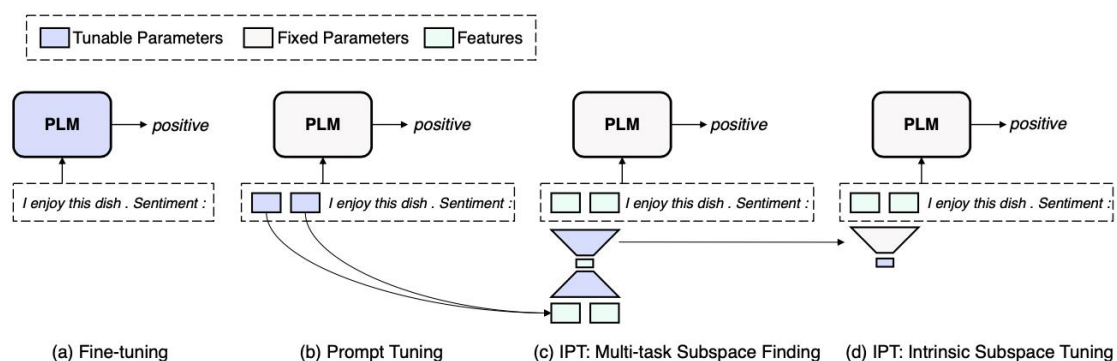 Tunable Parameters Fixed Parameters Features
PLM positive PLM positive PLM positive PLM positive
I enjoy this dish . Sentiment : I enjoy this dish . Sentiment : I enjoy this dish . Sentiment : I enjoy this dish . Sentiment :
(a) Fine-tuning (b) Prompt Tuning (c) IPT: Multi-task Subspace Finding (d) IPT: Intrinsic Subspace Tuning